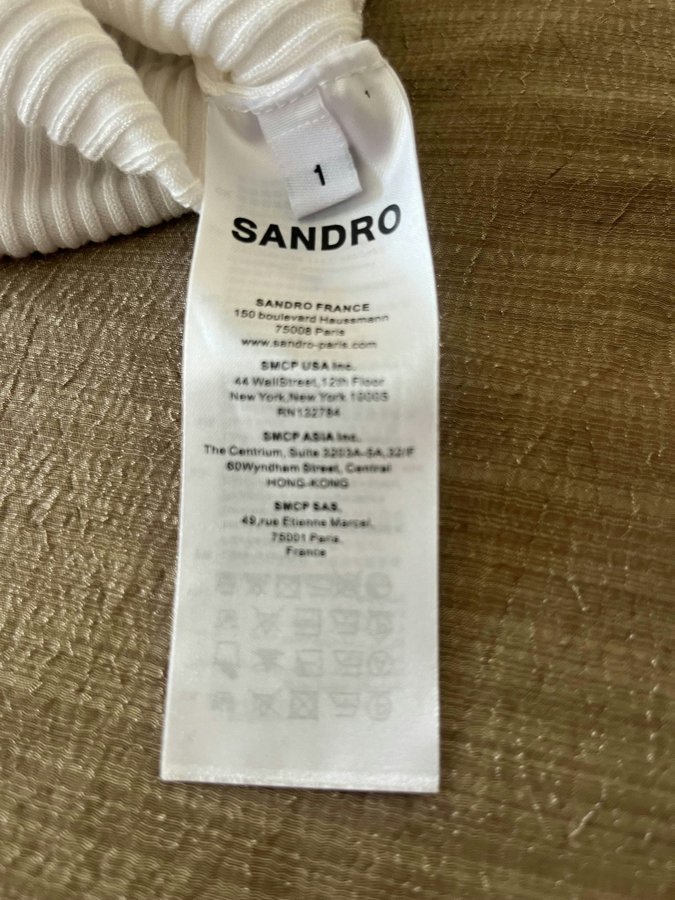 1
1
SANDRO
SANDRO FRANCE
150 boulevard Haussmann
75008 Paris
www.sandro-paris.com
SMCP USA Inc.
44 WallStreet,12th Floor
New York,New York 10005
RN132784
SMCP ASIA Inc.
The Centrium, Suite 3203A-5A,32/F
60Wyndham Street, Central
HONG-KONG
SMCP SAS.
49,rue Etienne Marcel,
75001 Paris.
France